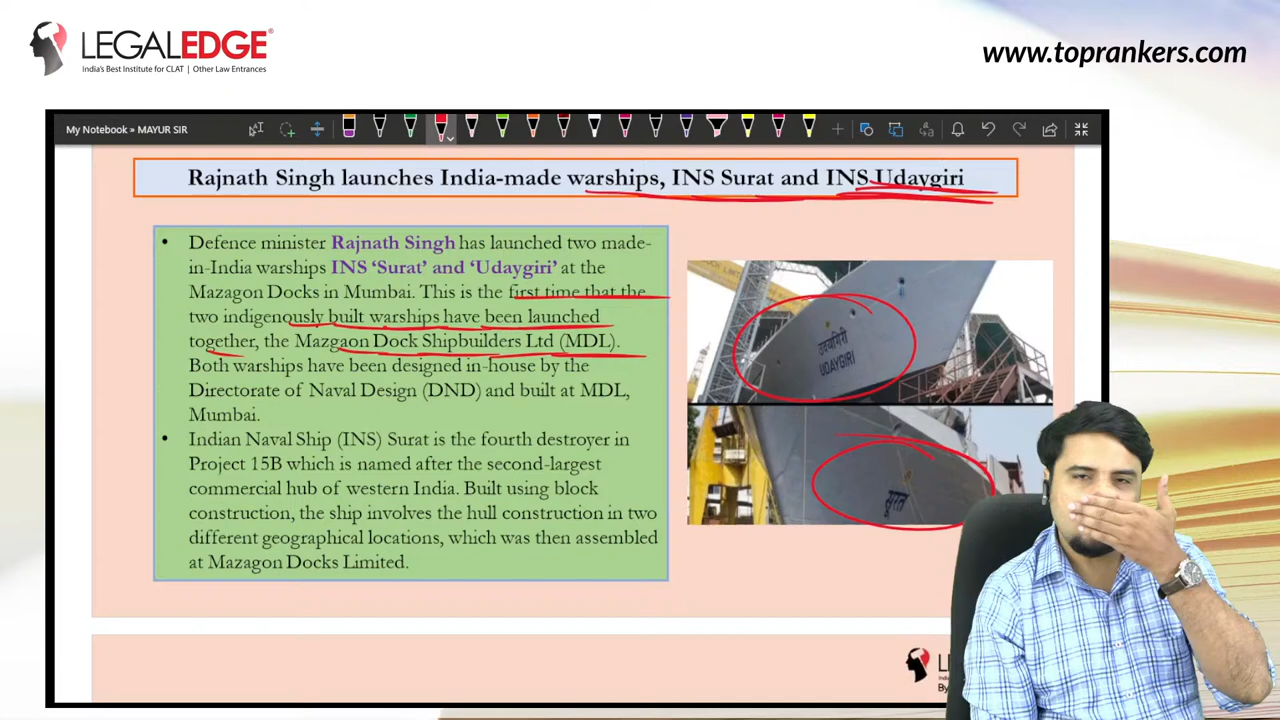 LEGALEDGE®
India's Best Institute for CLAT | Other Law Entrances
www.toprankers.com
My Notebook » MAYUR SIR
Rajnath Singh launches India-made warships, INS Surat and INS Udaygiri
• Defence minister Rajnath Singh has launched two made-
in-India warships INS ‘Surat’ and ‘Udaygiri’ at the
Mazagon Docks in Mumbai. This is the first time that the
two indigenously built warships have been launched
together, the Mazgaon Dock Shipbuilders Ltd (MDL).
Both warships have been designed in-house by the
Directorate of Naval Design (DND) and built at MDL,
Mumbai.
• Indian Naval Ship (INS) Surat is the fourth destroyer in
Project 15B which is named after the second-largest
commercial hub of western India. Built using block
construction, the ship involves the hull construction in two
different geographical locations, which was then assembled
at Mazagon Docks Limited.
उदयगिरी
UDAYGIRI
सूरत
By